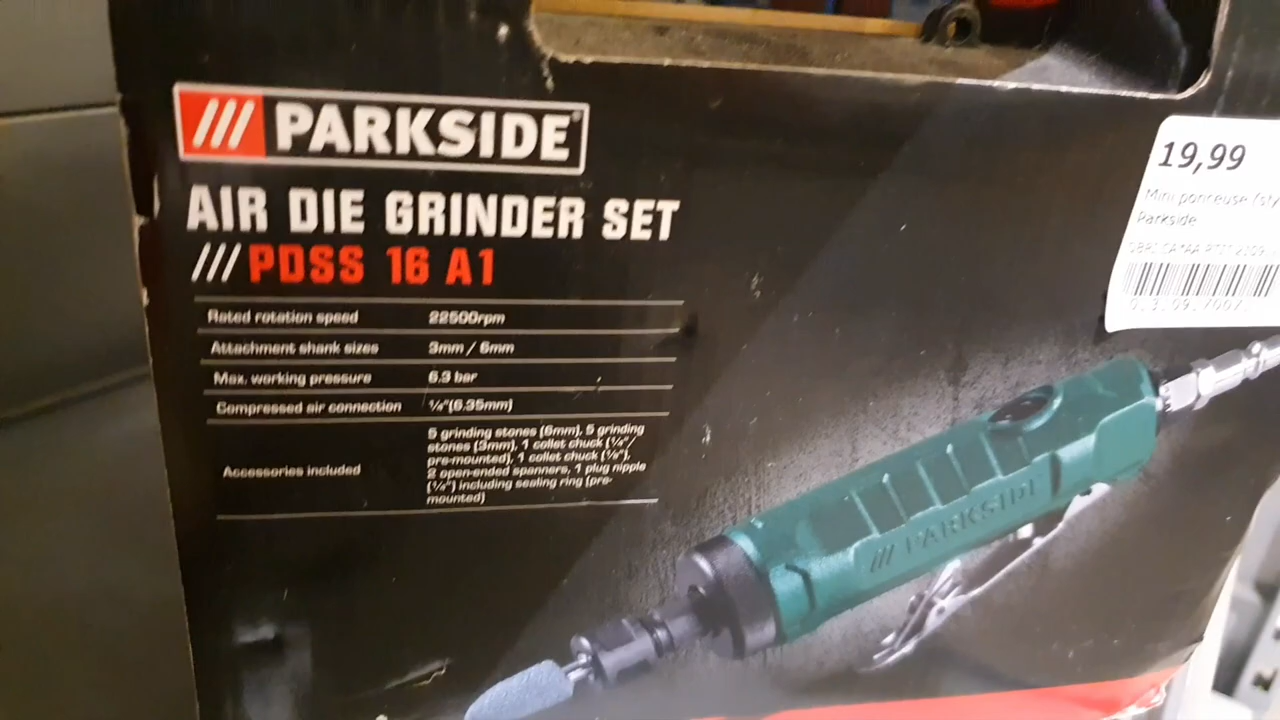 /// PARKSIDE®
AIR DIE GRINDER SET
/// PDSS 16 A1
Rated rotation speed 22500rpm
Attachment shank sizes 3mm / 6mm
Max. working pressure 6.3 bar
Compressed air connection ¼"(6.35mm)
Accessories included
5 grinding stones (6mm), 5 grinding
stones (3mm), 1 collet chuck (¼"/
pre-mounted), 1 collet chuck (⅛"),
2 open-ended spanners, 1 plug nipple
(¼") including sealing ring (pre-
mounted)
19,99
Mini ponceuse
Parkside
/// PARKSIDE